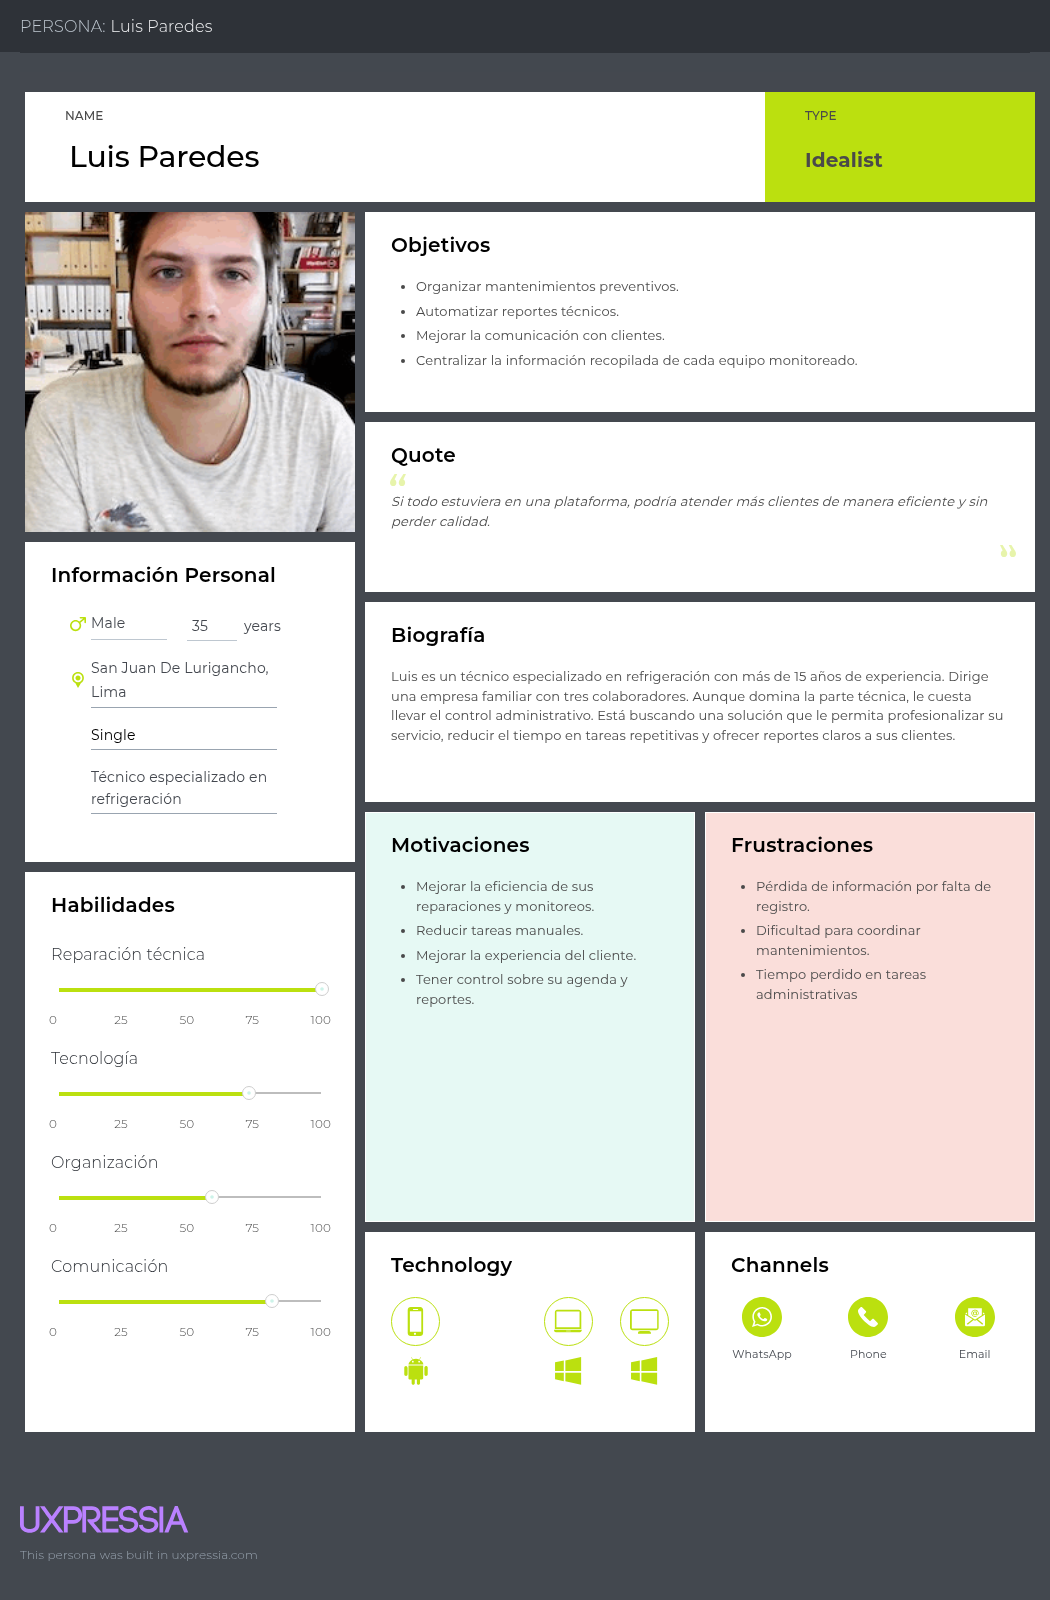 PERSONA: Luis Paredes
NAME
Luis Paredes
TYPE
Idealist
Objetivos
Organizar mantenimientos preventivos.
Automatizar reportes técnicos.
Mejorar la comunicación con clientes.
Centralizar la información recopilada de cada equipo monitoreado.
Quote
“
Si todo estuviera en una plataforma, podría atender más clientes de manera eficiente y sin
perder calidad.
”
Información Personal
Male 35 years
San Juan De Lurigancho,
Lima
Single
Técnico especializado en
refrigeración
Biografía
Luis es un técnico especializado en refrigeración con más de 15 años de experiencia. Dirige
una empresa familiar con tres colaboradores. Aunque domina la parte técnica, le cuesta
llevar el control administrativo. Está buscando una solución que le permita profesionalizar su
servicio, reducir el tiempo en tareas repetitivas y ofrecer reportes claros a sus clientes.
Habilidades
Reparación técnica
0 25 50 75 100
Tecnología
0 25 50 75 100
Organización
0 25 50 75 100
Comunicación
0 25 50 75 100
Motivaciones
Mejorar la eficiencia de sus
reparaciones y monitoreos.
Reducir tareas manuales.
Mejorar la experiencia del cliente.
Tener control sobre su agenda y
reportes.
Frustraciones
Pérdida de información por falta de
registro.
Dificultad para coordinar
mantenimientos.
Tiempo perdido en tareas
administrativas
Technology
Channels
WhatsApp Phone Email
UXPRESSIA
This persona was built in uxpressia.com